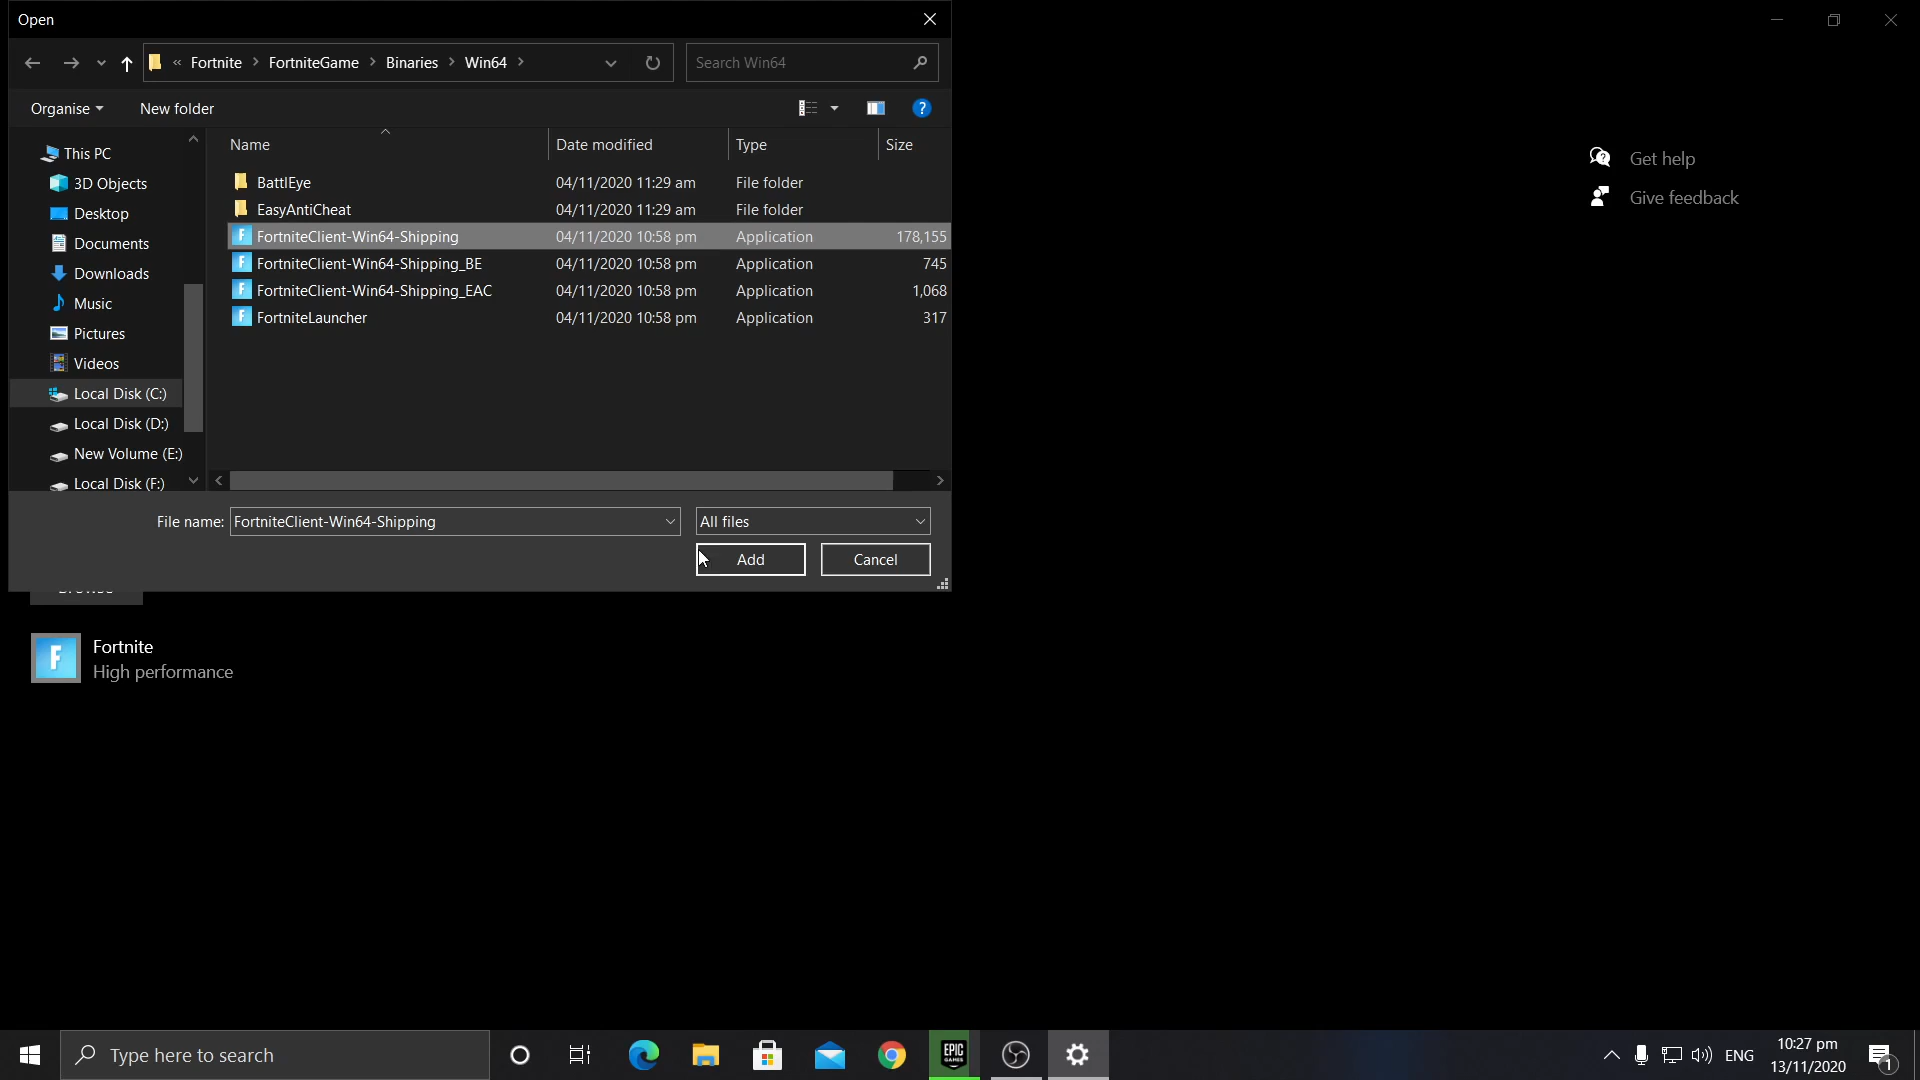 Open
« Fortnite > FortniteGame > Binaries > Win64 >
Search Win64
Organise
New folder
Name
Date modified
Type
Size
This PC
3D Objects
Desktop
Documents
Downloads
Music
Pictures
Videos
Local Disk (C:)
Local Disk (D:)
New Volume (E:)
Local Disk (F:)
BattlEye 04/11/2020 11:29 am File folder
EasyAntiCheat 04/11/2020 11:29 am File folder
FortniteClient-Win64-Shipping 04/11/2020 10:58 pm Application 178,155
FortniteClient-Win64-Shipping_BE 04/11/2020 10:58 pm Application 745
FortniteClient-Win64-Shipping_EAC 04/11/2020 10:58 pm Application 1,068
FortniteLauncher 04/11/2020 10:58 pm Application 317
File name: FortniteClient-Win64-Shipping
All files
Add
Cancel
Get help
Give feedback
F
Fortnite
High performance
Type here to search
EPIC
GAMES
ENG
10:27 pm
13/11/2020
1